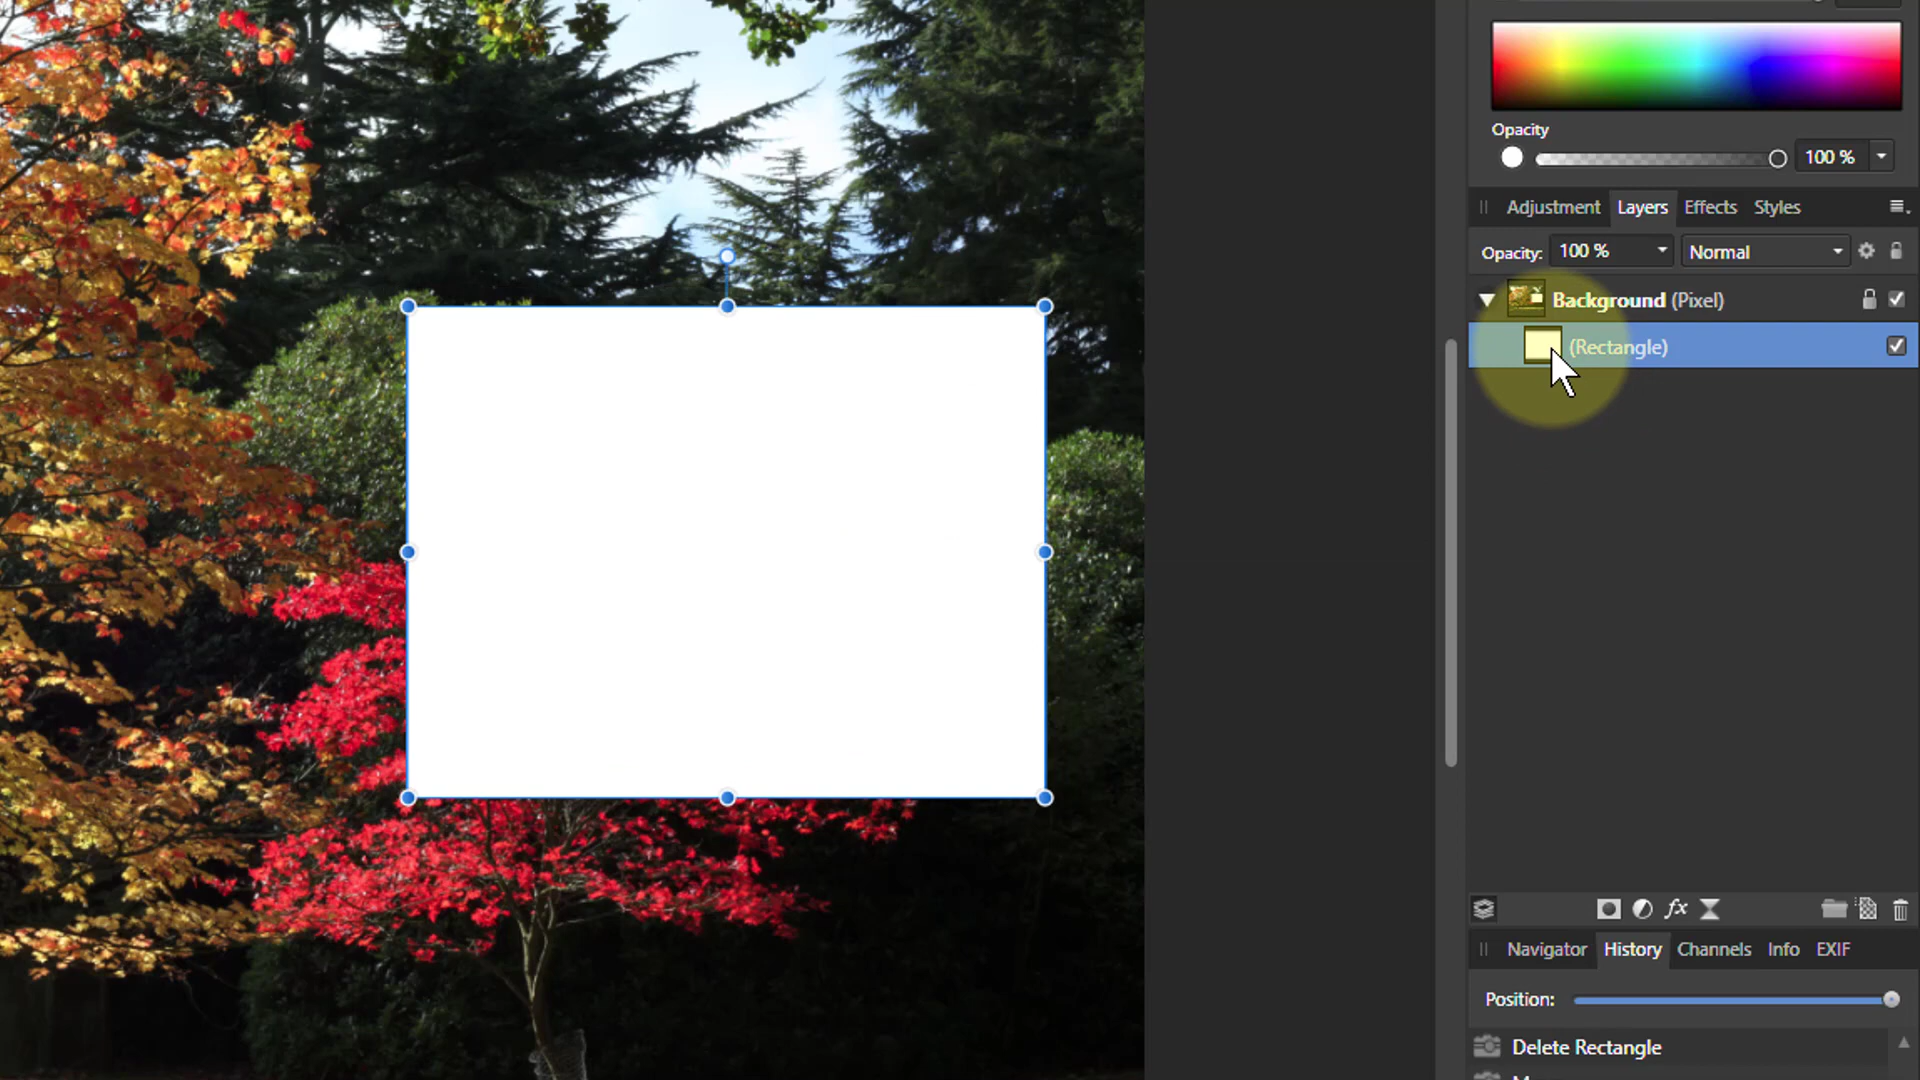 Opacity
100 %
Adjustment Layers Effects Styles
Opacity: 100 % Normal
Background (Pixel)
(Rectangle)
fx
Navigator History Channels Info EXIF
Position:
Delete Rectangle